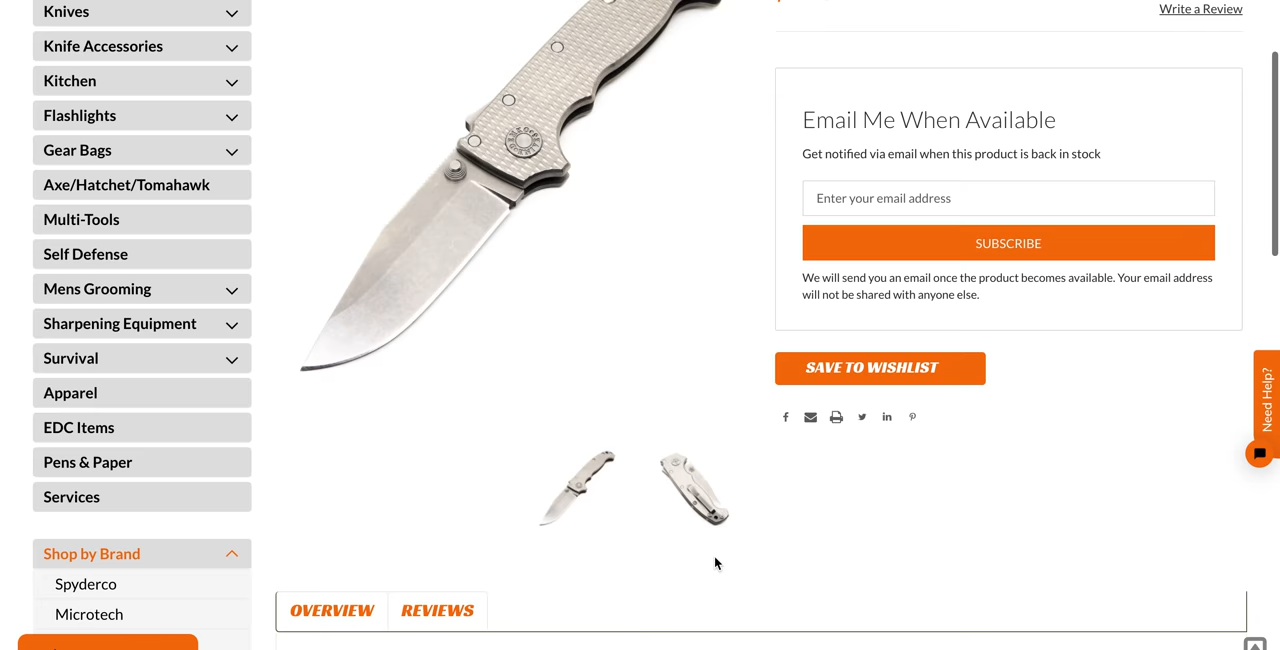 Knives
Knife Accessories
Kitchen
Flashlights
Gear Bags
Axe/Hatchet/Tomahawk
Multi-Tools
Self Defense
Mens Grooming
Sharpening Equipment
Survival
Apparel
EDC Items
Pens & Paper
Services
Shop by Brand
Spyderco
Microtech
Write a Review
Email Me When Available
Get notified via email when this product is back in stock
Enter your email address
SUBSCRIBE
We will send you an email once the product becomes available. Your email address
will not be shared with anyone else.
SAVE TO WISHLIST
Need Help?
OVERVIEW
REVIEWS